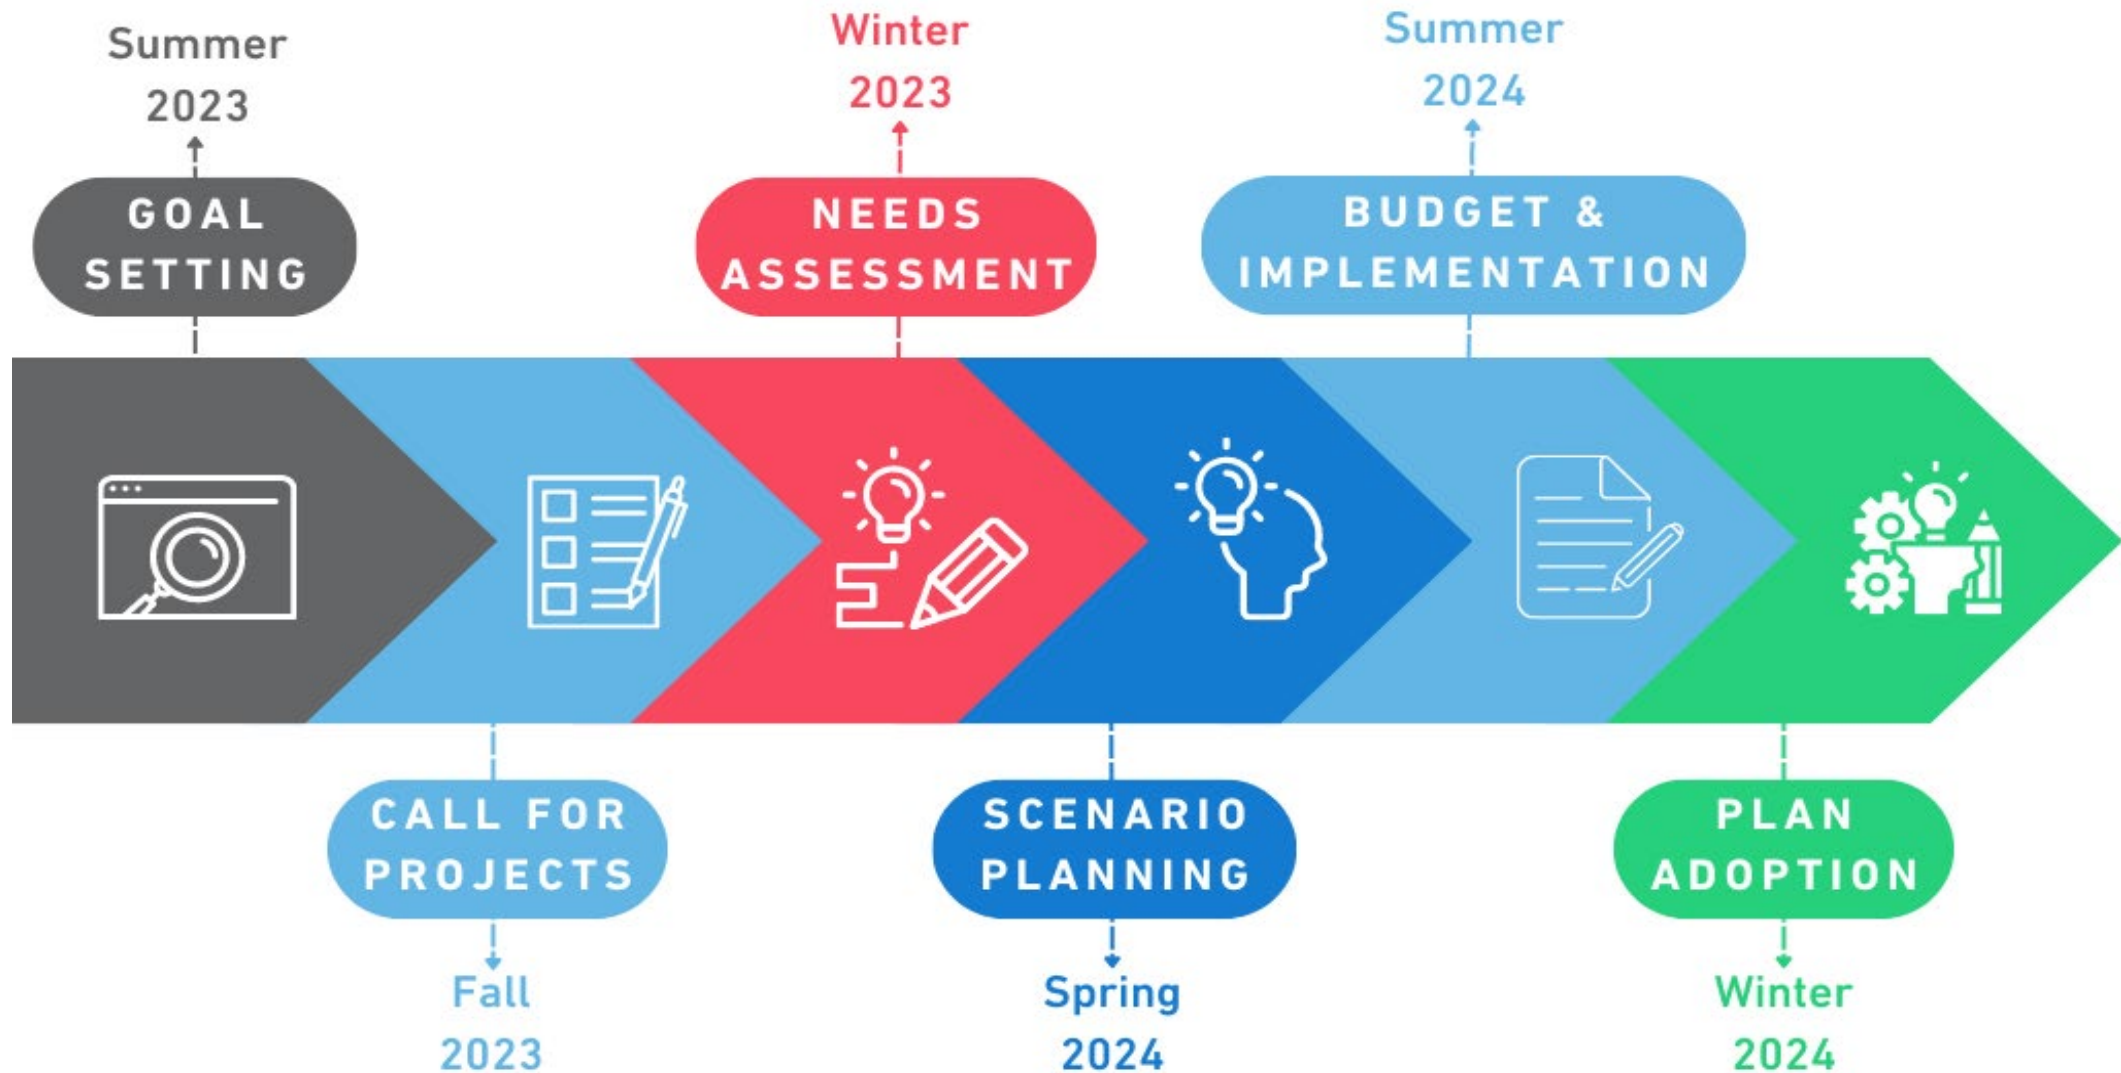 Summer
2023
GOAL
SETTING
Winter
2023
NEEDS
ASSESSMENT
Summer
2024
BUDGET &
IMPLEMENTATION
CALL FOR
PROJECTS
Fall
2023
SCENARIO
PLANNING
Spring
2024
PLAN
ADOPTION
Winter
2024